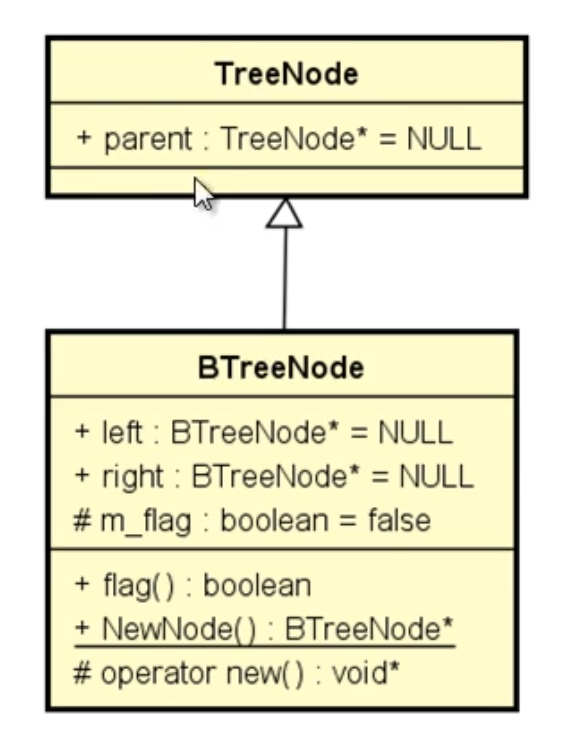 TreeNode
+ parent : TreeNode* = NULL
BTreeNode
+ left : BTreeNode* = NULL
+ right : BTreeNode* = NULL
# m_flag : boolean = false
+ flag() : boolean
+ NewNode() : BTreeNode*
# operator new() : void*